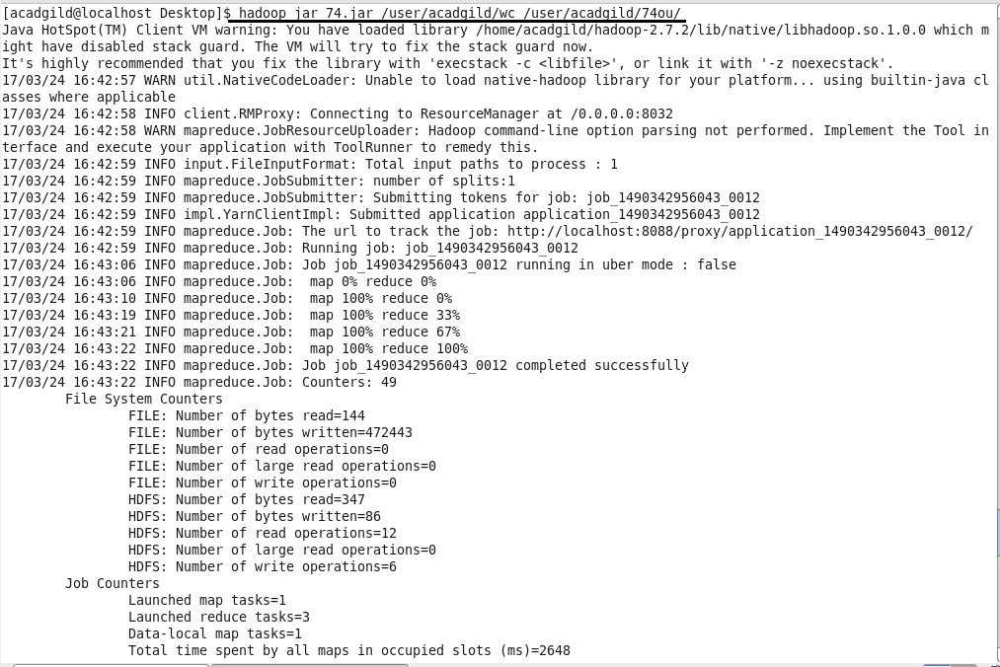 [acadgild@localhost Desktop]$ hadoop jar 74.jar /user/acadgild/wc /user/acadgild/74ou/
Java HotSpot(TM) Client VM warning: You have loaded library /home/acadgild/hadoop-2.7.2/lib/native/libhadoop.so.1.0.0 which m
ight have disabled stack guard. The VM will try to fix the stack guard now.
It's highly recommended that you fix the library with 'execstack -c <libfile>', or link it with '-z noexecstack'.
17/03/24 16:42:57 WARN util.NativeCodeLoader: Unable to load native-hadoop library for your platform... using builtin-java cl
asses where applicable
17/03/24 16:42:58 INFO client.RMProxy: Connecting to ResourceManager at /0.0.0.0:8032
17/03/24 16:42:58 WARN mapreduce.JobResourceUploader: Hadoop command-line option parsing not performed. Implement the Tool in
terface and execute your application with ToolRunner to remedy this.
17/03/24 16:42:59 INFO input.FileInputFormat: Total input paths to process : 1
17/03/24 16:42:59 INFO mapreduce.JobSubmitter: number of splits:1
17/03/24 16:42:59 INFO mapreduce.JobSubmitter: Submitting tokens for job: job_1490342956043_0012
17/03/24 16:42:59 INFO impl.YarnClientImpl: Submitted application application_1490342956043_0012
17/03/24 16:42:59 INFO mapreduce.Job: The url to track the job: http://localhost:8088/proxy/application_1490342956043_0012/
17/03/24 16:42:59 INFO mapreduce.Job: Running job: job_1490342956043_0012
17/03/24 16:43:06 INFO mapreduce.Job: Job job_1490342956043_0012 running in uber mode : false
17/03/24 16:43:06 INFO mapreduce.Job:  map 0% reduce 0%
17/03/24 16:43:10 INFO mapreduce.Job:  map 100% reduce 0%
17/03/24 16:43:19 INFO mapreduce.Job:  map 100% reduce 33%
17/03/24 16:43:21 INFO mapreduce.Job:  map 100% reduce 67%
17/03/24 16:43:22 INFO mapreduce.Job:  map 100% reduce 100%
17/03/24 16:43:22 INFO mapreduce.Job: Job job_1490342956043_0012 completed successfully
17/03/24 16:43:22 INFO mapreduce.Job: Counters: 49
File System Counters
FILE: Number of bytes read=144
FILE: Number of bytes written=472443
FILE: Number of read operations=0
FILE: Number of large read operations=0
FILE: Number of write operations=0
HDFS: Number of bytes read=347
HDFS: Number of bytes written=86
HDFS: Number of read operations=12
HDFS: Number of large read operations=0
HDFS: Number of write operations=6
Job Counters
Launched map tasks=1
Launched reduce tasks=3
Data-local map tasks=1
Total time spent by all maps in occupied slots (ms)=2648